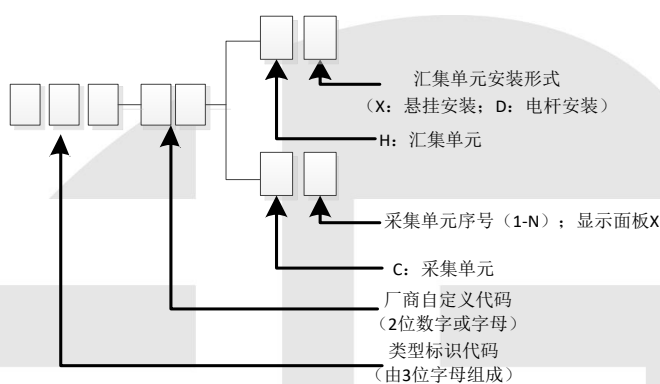 汇集单元安装形式
（X：悬挂安装；D：电杆安装）
H：汇集单元
采集单元序号（1-N）；显示面板X
C：采集单元
厂商自定义代码
（2位数字或字母）
类型标识代码
（由3位字母组成）